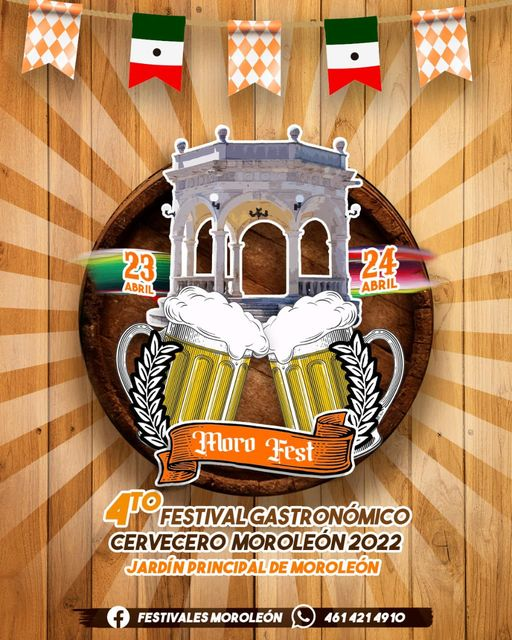 23
ABRIL
24
ABRIL
Moro Fest
4TO FESTIVAL GASTRONÓMICO
CERVECERO MOROLEÓN 2022
JARDÍN PRINCIPAL DE MOROLEÓN
FESTIVALES MOROLEÓN 461 421 4910